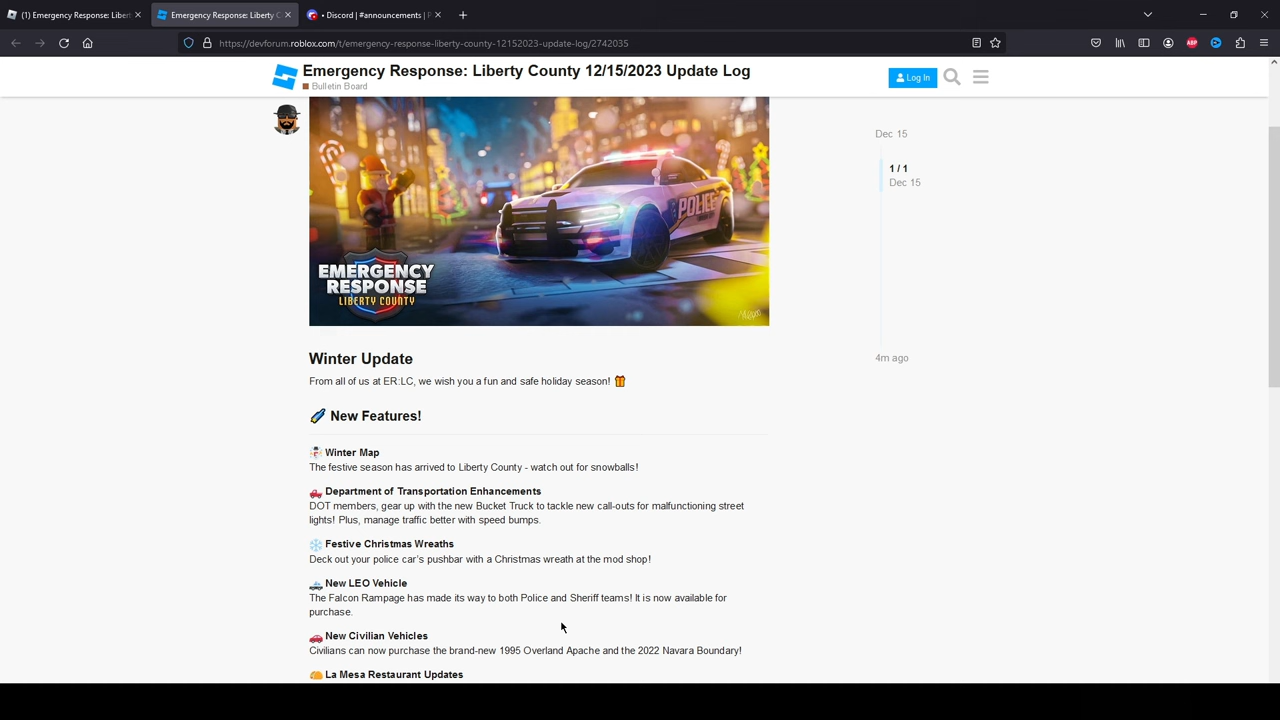 (1) Emergency Response: Libert
Emergency Response: Liberty C
• Discord | #announcements | P
https://devforum.roblox.com/t/emergency-response-liberty-county-12152023-update-log/2742035
ABP
Emergency Response: Liberty County 12/15/2023 Update Log
Bulletin Board
Log In
POLICE
EMERGENCY
RESPONSE
LIBERTY COUNTY
Dec 15
1 / 1
Dec 15
4m ago
Winter Update
From all of us at ER:LC, we wish you a fun and safe holiday season!
New Features!
Winter Map
The festive season has arrived to Liberty County - watch out for snowballs!
Department of Transportation Enhancements
DOT members, gear up with the new Bucket Truck to tackle new call-outs for malfunctioning street
lights! Plus, manage traffic better with speed bumps.
Festive Christmas Wreaths
Deck out your police car's pushbar with a Christmas wreath at the mod shop!
New LEO Vehicle
The Falcon Rampage has made its way to both Police and Sheriff teams! It is now available for
purchase.
New Civilian Vehicles
Civilians can now purchase the brand-new 1995 Overland Apache and the 2022 Navara Boundary!
La Mesa Restaurant Updates